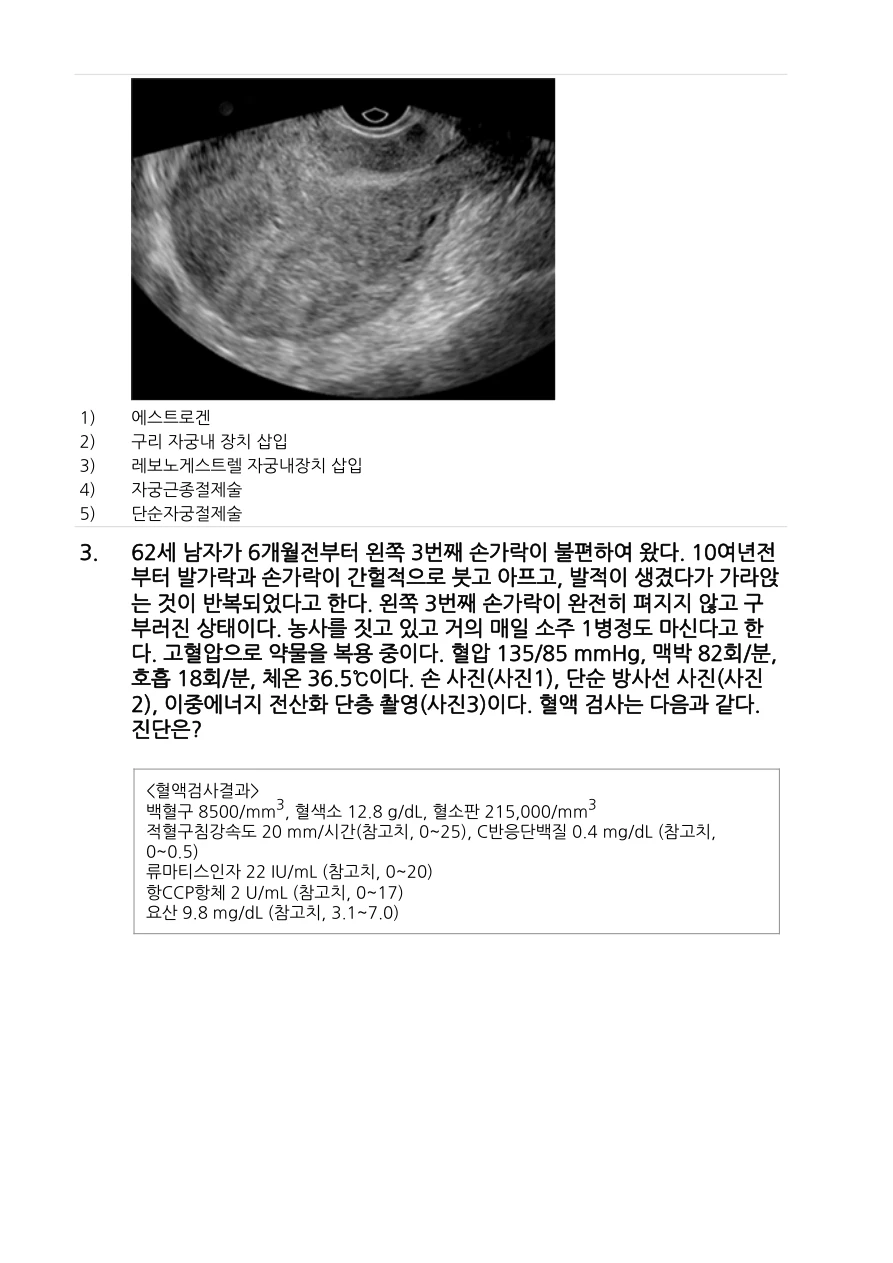 1) 에스트로겐
2) 구리 자궁내 장치 삽입
3) 레보노게스트렐 자궁내장치 삽입
4) 자궁근종절제술
5) 단순자궁절제술
3. 62세 남자가 6개월전부터 왼쪽 3번째 손가락이 불편하여 왔다. 10여년전
부터 발가락과 손가락이 간헐적으로 붓고 아프고, 발적이 생겼다가 가라앉
는 것이 반복되었다고 한다. 왼쪽 3번째 손가락이 완전히 펴지지 않고 구
부러진 상태이다. 농사를 짓고 있고 거의 매일 소주 1병정도 마신다고 한
다. 고혈압으로 약물을 복용 중이다. 혈압 135/85 mmHg, 맥박 82회/분,
호흡 18회/분, 체온 36.5℃이다. 손 사진(사진1), 단순 방사선 사진(사진
2), 이중에너지 전산화 단층 촬영(사진3)이다. 혈액 검사는 다음과 같다.
진단은?
<혈액검사결과>
백혈구 8500/mm³, 혈색소 12.8 g/dL, 혈소판 215,000/mm³
적혈구침강속도 20 mm/시간(참고치, 0~25), C반응단백질 0.4 mg/dL (참고치,
0~0.5)
류마티스인자 22 IU/mL (참고치, 0~20)
항CCP항체 2 U/mL (참고치, 0~17)
요산 9.8 mg/dL (참고치, 3.1~7.0)